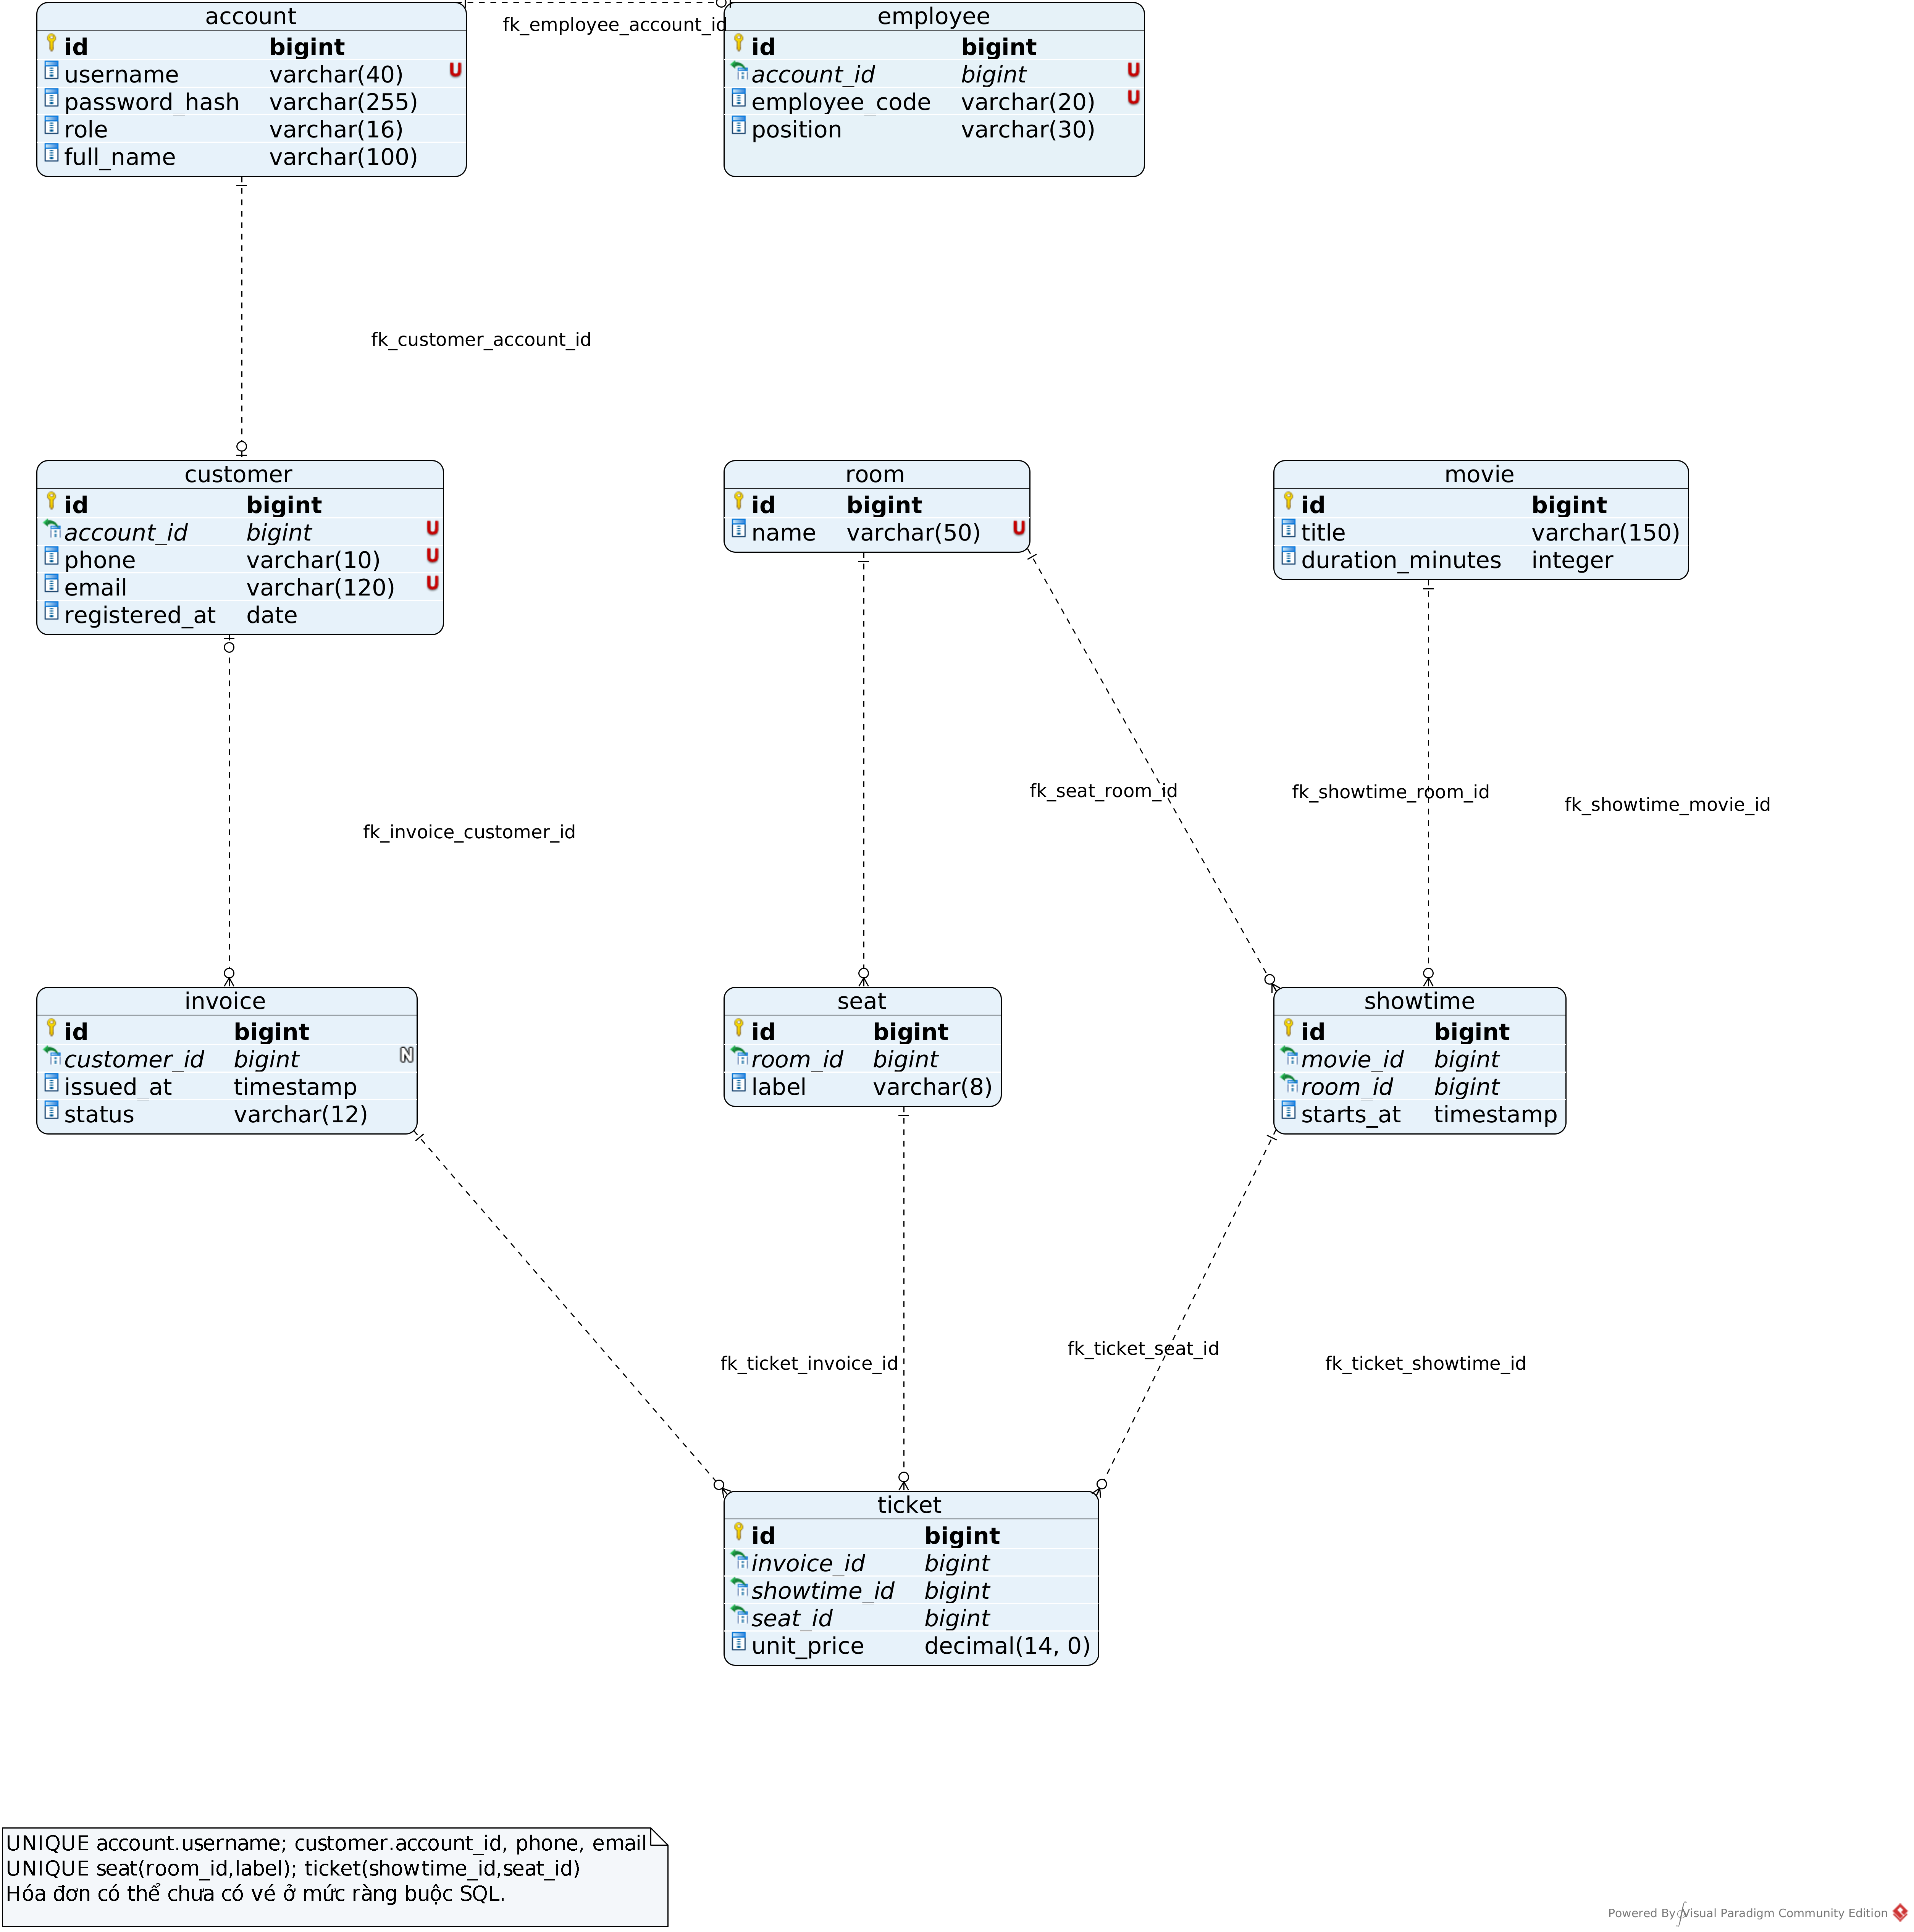 account
id bigint
username varchar(40) U
password_hash varchar(255)
role varchar(16)
full_name varchar(100)
fk_employee_account_id
employee
id bigint
account_id bigint U
employee_code varchar(20) U
position varchar(30)
fk_customer_account_id
customer
id bigint
account_id bigint U
phone varchar(10) U
email varchar(120) U
registered_at date
room
id bigint
name varchar(50) U
movie
id bigint
title varchar(150)
duration_minutes integer
fk_invoice_customer_id
fk_seat_room_id
fk_showtime_room_id
fk_showtime_movie_id
invoice
id bigint
customer_id bigint N
issued_at timestamp
status varchar(12)
seat
id bigint
room_id bigint
label varchar(8)
showtime
id bigint
movie_id bigint
room_id bigint
starts_at timestamp
fk_ticket_invoice_id
fk_ticket_seat_id
fk_ticket_showtime_id
ticket
id bigint
invoice_id bigint
showtime_id bigint
seat_id bigint
unit_price decimal(14, 0)
UNIQUE account.username; customer.account_id, phone, email
UNIQUE seat(room_id,label); ticket(showtime_id,seat_id)
Hóa đơn có thể chưa có vé ở mức ràng buộc SQL.
Powered By Visual Paradigm Community Edition